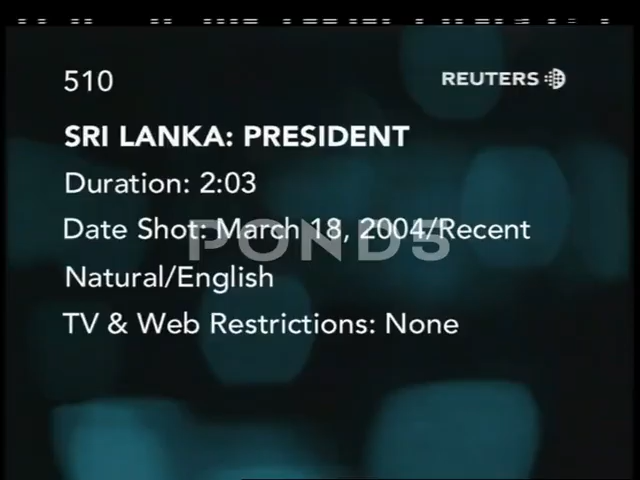 510
REUTERS
SRI LANKA: PRESIDENT
Duration: 2:03
Date Shot: March 18, 2004/Recent
POND5
Natural/English
TV & Web Restrictions: None